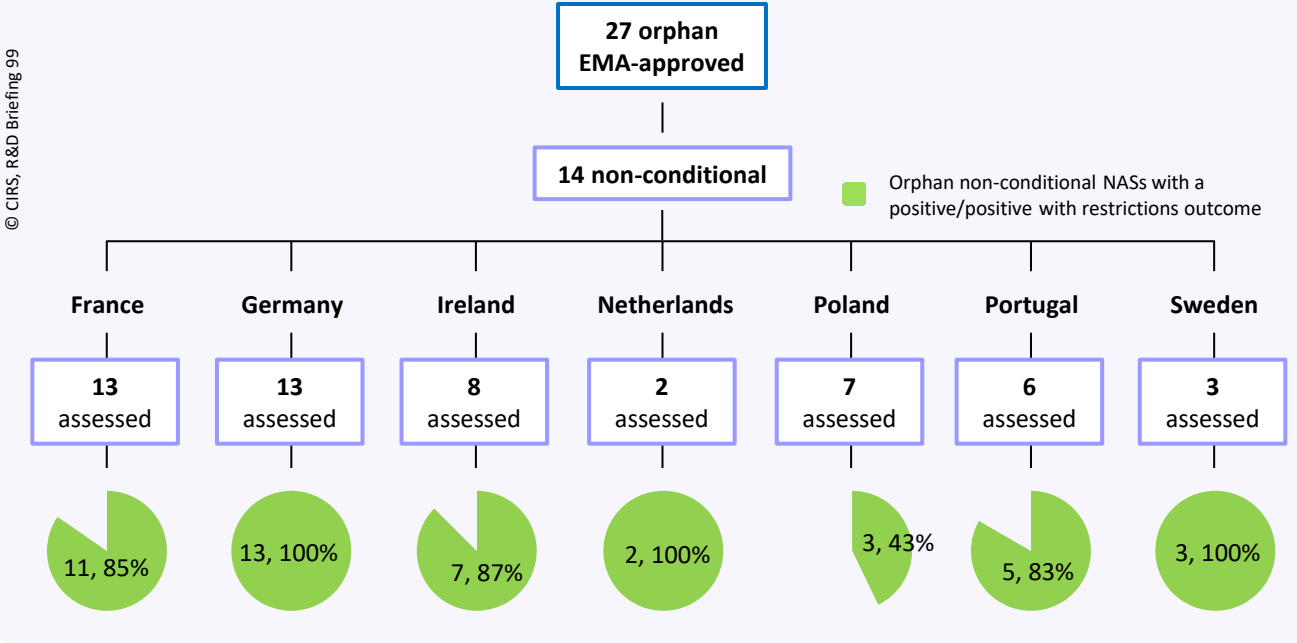 27 orphan
EMA-approved
© CIRS, R&D Briefing 99
14 non-conditional
Orphan non-conditional NASs with a
positive/positive with restrictions outcome
France
Germany
Ireland
Netherlands
Poland
Portugal
Sweden
13
assessed
13
assessed
8
assessed
2
assessed
7
assessed
6
assessed
3
assessed
11, 85%
13, 100%
7, 87%
2, 100%
3, 43%
5, 83%
3, 100%